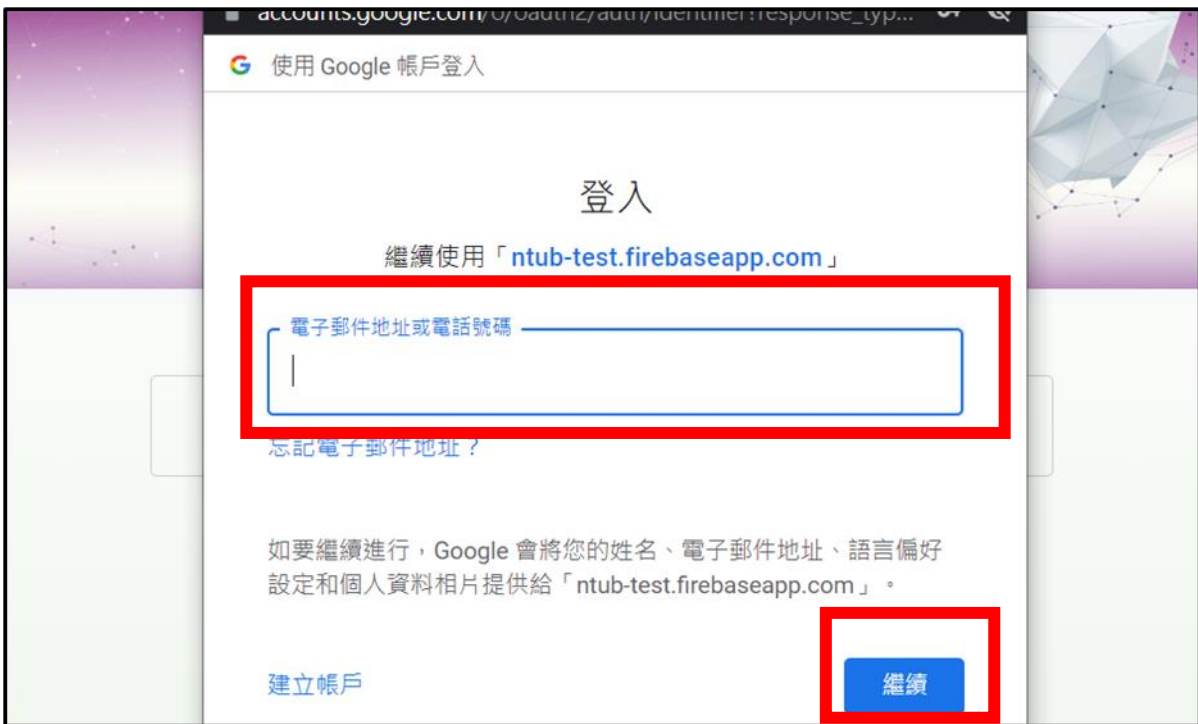 accounts.google.com/o/oauth2/auth/identifier?response_typ...
使用 Google 帳戶登入
登入
繼續使用「ntub-test.firebaseapp.com」
電子郵件地址或電話號碼
忘記電子郵件地址？
如要繼續進行，Google 會將您的姓名、電子郵件地址、語言偏好
設定和個人資料相片提供給「ntub-test.firebaseapp.com」。
建立帳戶
繼續